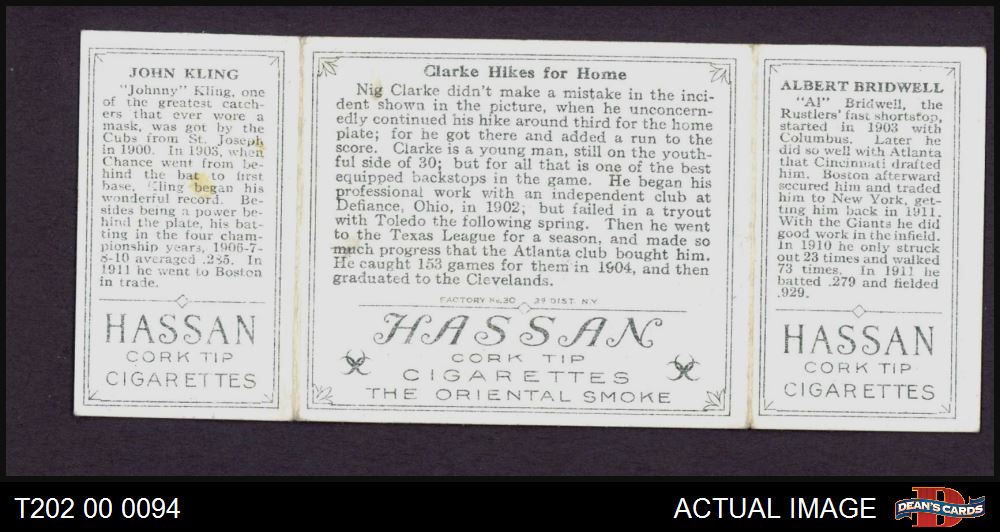 JOHN KLING
"Johnny" Kling, one
of the greatest catch-
ers that ever wore a
mask, was got by the
Cubs from St. Joseph
in 1900. In 1903, when
Chance went from be-
hind the bat to first
base, Kling began his
wonderful record. Be-
sides being a power be-
hind the plate, his bat-
ting in the four cham-
pionship years, 1906-7-
8-10 averaged .285. In
1911 he went to Boston
in trade.
HASSAN
CORK TIP
CIGARETTES
Clarke Hikes for Home
Nig Clarke didn't make a mistake in the inci-
dent shown in the picture, when he unconcern-
edly continued his hike around third for the home
plate; for he got there and added a run to the
score. Clarke is a young man, still on the youth-
ful side of 30; but for all that is one of the best
equipped backstops in the game. He began his
professional work with an independent club at
Defiance, Ohio, in 1902; but failed in a tryout
with Toledo the following spring. Then he went
to the Texas League for a season, and made so
much progress that the Atlanta club bought him.
He caught 153 games for them in 1904, and then
graduated to the Clevelands.
FACTORY No.30 29 DIST. N.Y.
HASSAN
CORK TIP
CIGARETTES
THE ORIENTAL SMOKE
ALBERT BRIDWELL
"Al" Bridwell, the
Rustlers' fast shortstop,
started in 1903 with
Columbus. Later he
did so well with Atlanta
that Cincinnati drafted
him. Boston afterward
secured him and traded
him to New York, get-
ting him back in 1911.
With the Giants he did
good work in the infield.
In 1910 he only struck
out 23 times and walked
73 times. In 1911 he
batted .279 and fielded
.929.
HASSAN
CORK TIP
CIGARETTES
T202 00 0094
ACTUAL IMAGE
D
DEAN'S CARDS